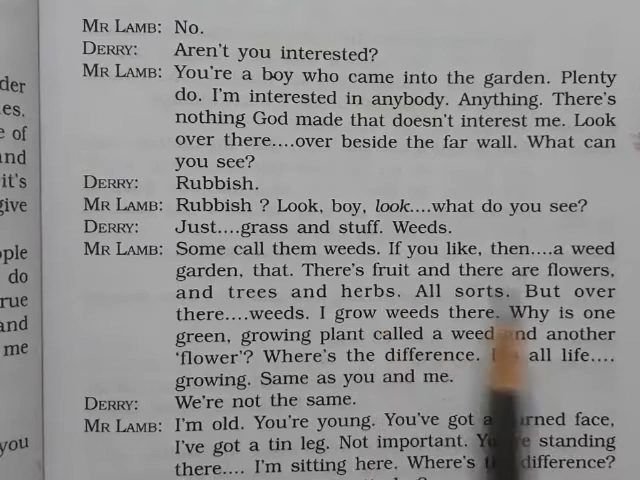 MR LAMB: No.
DERRY: Aren't you interested?
MR LAMB: You're a boy who came into the garden. Plenty
do. I'm interested in anybody. Anything. There's
nothing God made that doesn't interest me. Look
over there....over beside the far wall. What can
you see?
DERRY: Rubbish.
MR LAMB: Rubbish ? Look, boy, look....what do you see?
DERRY: Just....grass and stuff. Weeds.
MR LAMB: Some call them weeds. If you like, then....a weed
garden, that. There's fruit and there are flowers,
and trees and herbs. All sorts. But over
there....weeds. I grow weeds there. Why is one
green, growing plant called a weed and another
'flower'? Where's the difference. all life....
growing. Same as you and me.
DERRY: We're not the same.
MR LAMB: I'm old. You're young. You've got a face,
I've got a tin leg. Not important. You're standing
there.... I'm sitting here. Where's the difference?
der
es.
e of
and
it's
give
ople
do
rue
and
me
you